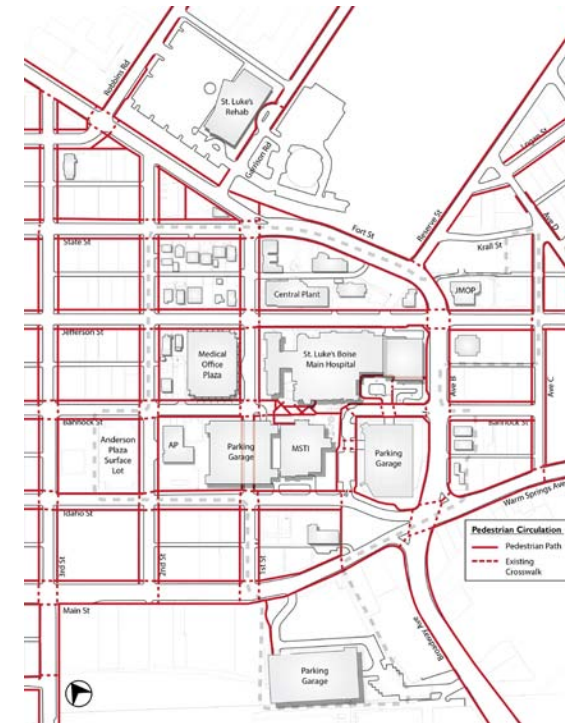 Robbins Rd
St. Luke's
Rehab
Garrison Rd
Logan St
Reserve St
Fort St
Ave D
State St
Krall St
Central Plant
JMOP
Jefferson St
Medical
Office
Plaza
St. Luke's Boise
Main Hospital
Ave B
Ave C
Bannock St
Bannock St
Anderson
Plaza
Surface
Lot
AP
Parking
Garage
MSTI
Parking
Garage
Warm Springs Ave
Idaho St
3rd St
2nd St
1st St
Pedestrian Circulation
Pedestrian Path
Existing
Crosswalk
Main St
Broadway Ave
Parking
Garage